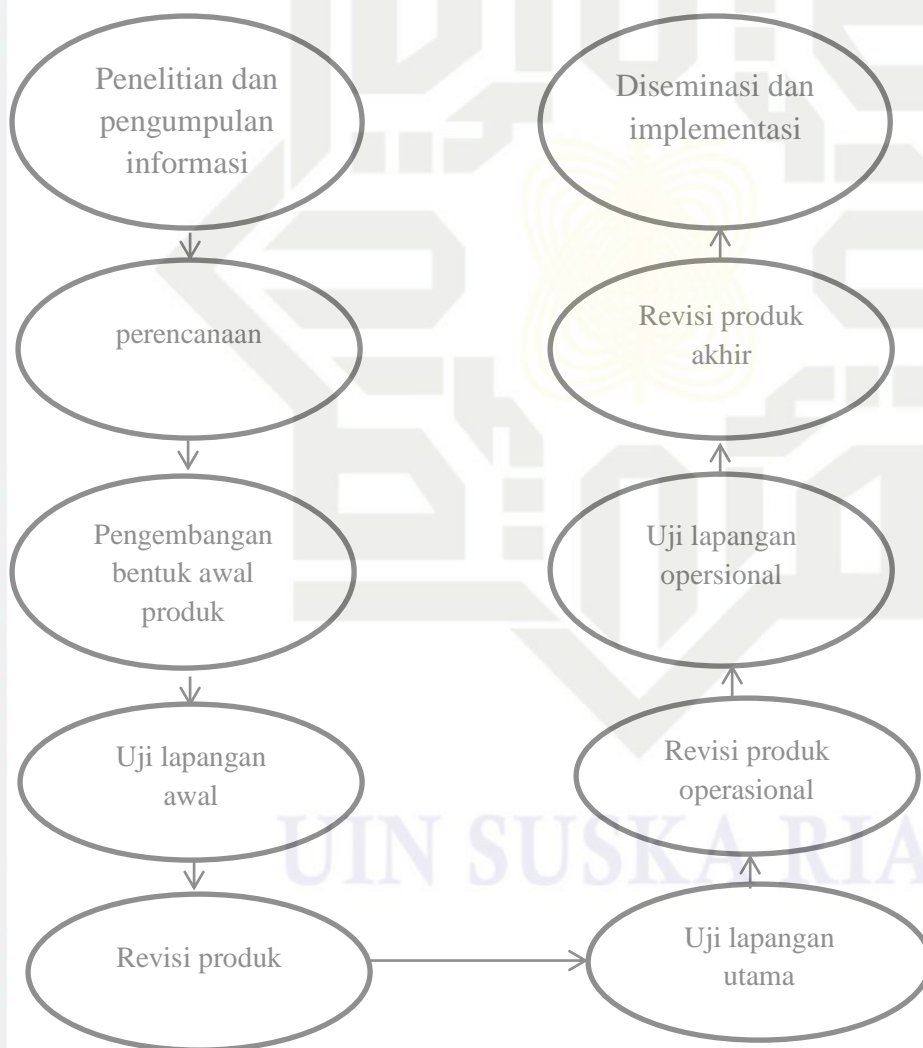 Penelitian dan
pengumpulan
informasi
perencanaan
Pengembangan
bentuk awal
produk
Uji lapangan
awal
Revisi produk
Uji lapangan
utama
Revisi produk
operasional
Uji lapangan
opersional
Revisi produk
akhir
Diseminasi dan
implementasi
UIN SUSKA RIA